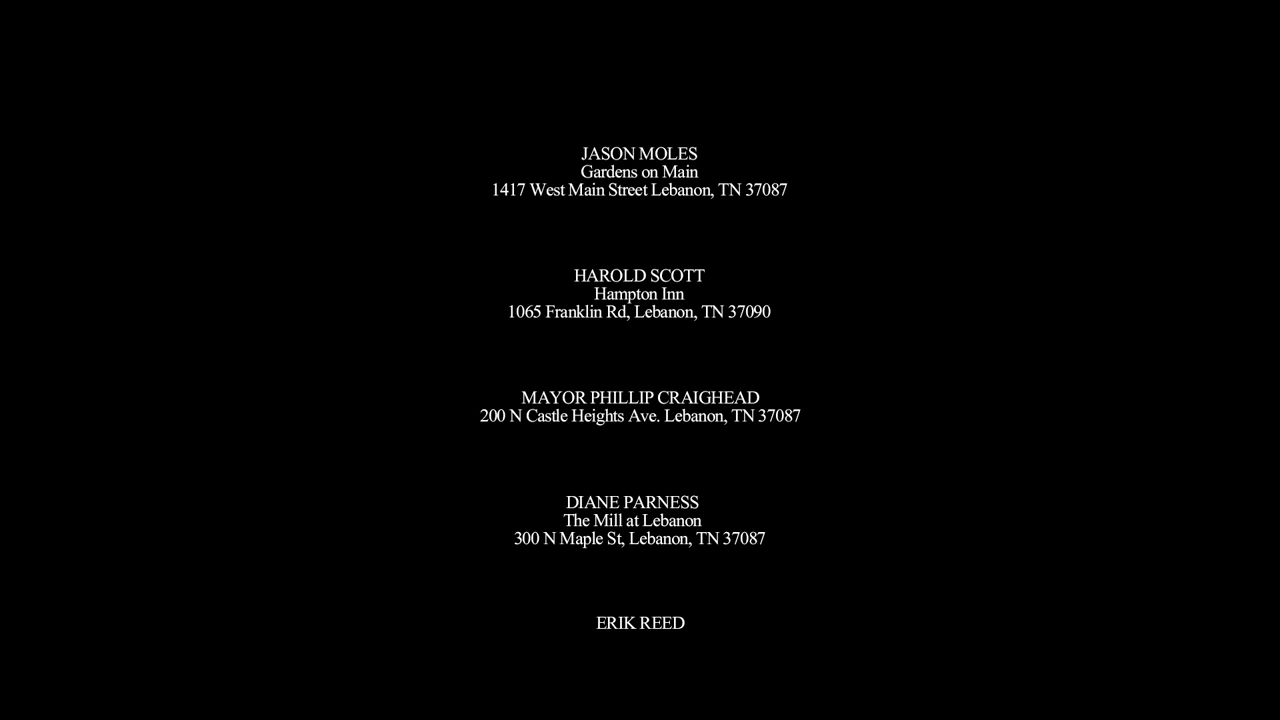 JASON MOLES
Gardens on Main
1417 West Main Street Lebanon, TN 37087
HAROLD SCOTT
Hampton Inn
1065 Franklin Rd, Lebanon, TN 37090
MAYOR PHILLIP CRAIGHEAD
200 N Castle Heights Ave. Lebanon, TN 37087
DIANE PARNESS
The Mill at Lebanon
300 N Maple St, Lebanon, TN 37087
ERIK REED